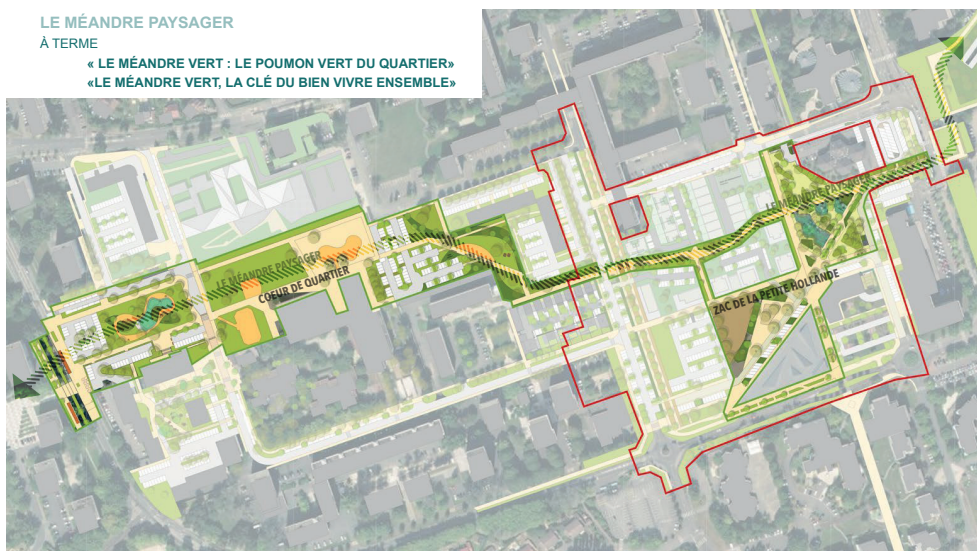 LE MÉANDRE PAYSAGER
À TERME
« LE MÉANDRE VERT : LE POUMON VERT DU QUARTIER»
«LE MÉANDRE VERT, LA CLÉ DU BIEN VIVRE ENSEMBLE»
LE MÉANDRE PAYSAGER
LE MÉANDRE PAYSAGER
COEUR DE QUARTIER
ZAC DE LA PETITE HOLLANDE